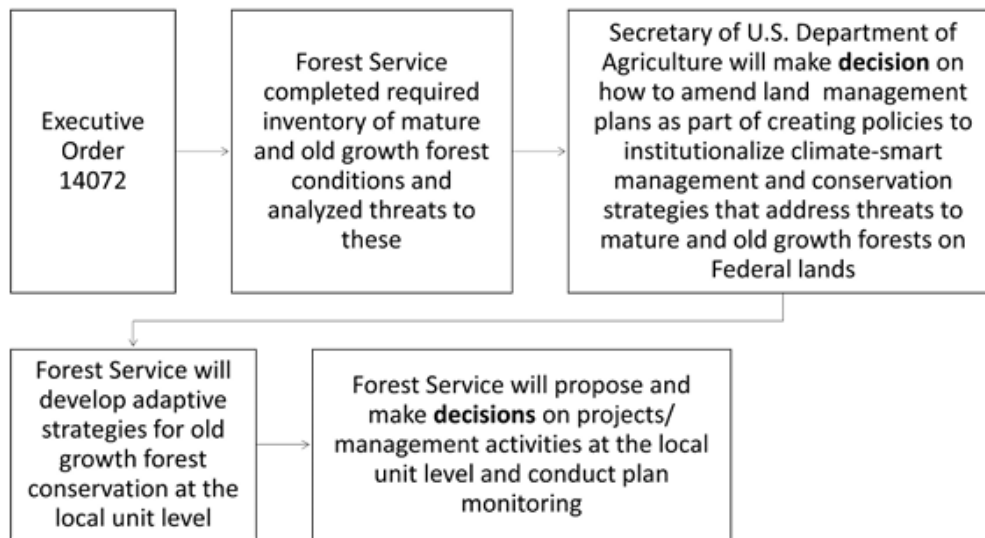 Executive
Order
14072
Forest Service
completed required
inventory of mature
and old growth forest
conditions and
analyzed threats to
these
Secretary of U.S. Department of
Agriculture will make decision on
how to amend land management
plans as part of creating policies to
institutionalize climate-smart
management and conservation
strategies that address threats to
mature and old growth forests on
Federal lands
Forest Service will
develop adaptive
strategies for old
growth forest
conservation at the
local unit level
Forest Service will propose and
make decisions on projects/
management activities at the local
unit level and conduct plan
monitoring